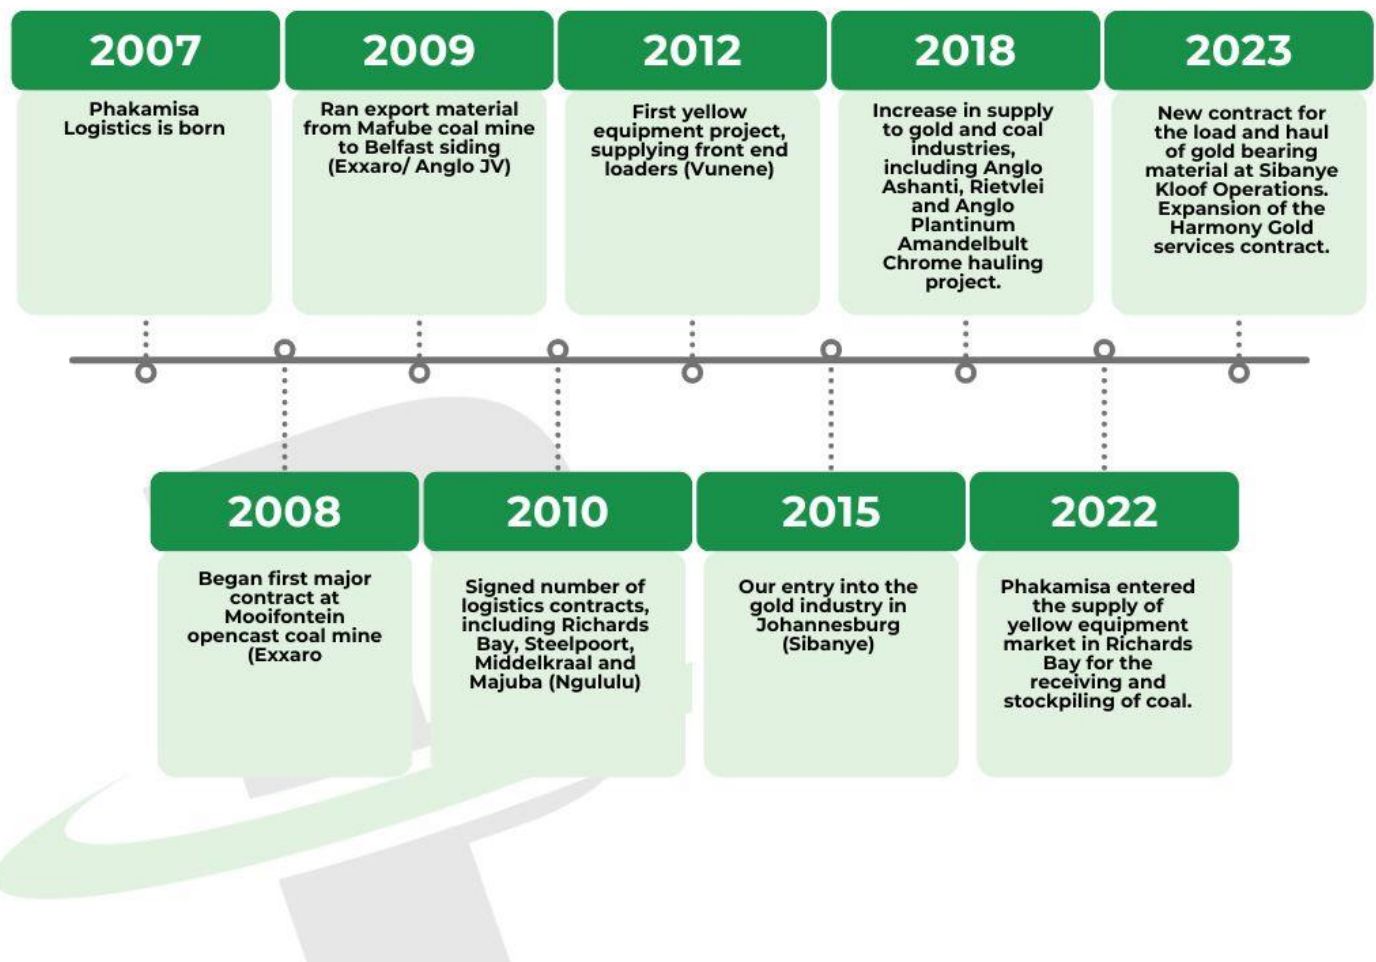 2007
Phakamisa
Logistics is born
2009
Ran export material
from Mafube coal mine
to Belfast siding
(Exxaro/ Anglo JV)
2012
First yellow
equipment project,
supplying front end
loaders (Vunene)
2018
Increase in supply
to gold and coal
industries,
including Anglo
Ashanti, Rietvlei
and Anglo
Plantinum
Amandelbult
Chrome hauling
project.
2023
New contract for
the load and haul
of gold bearing
material at Sibanye
Kloof Operations.
Expansion of the
Harmony Gold
services contract.
2008
Began first major
contract at
Mooifontein
opencast coal mine
(Exxaro
2010
Signed number of
logistics contracts,
including Richards
Bay, Steelpoort,
Middelkraal and
Majuba (Ngululu)
2015
Our entry into the
gold industry in
Johannesburg
(Sibanye)
2022
Phakamisa entered
the supply of
yellow equipment
market in Richards
Bay for the
receiving and
stockpiling of coal.